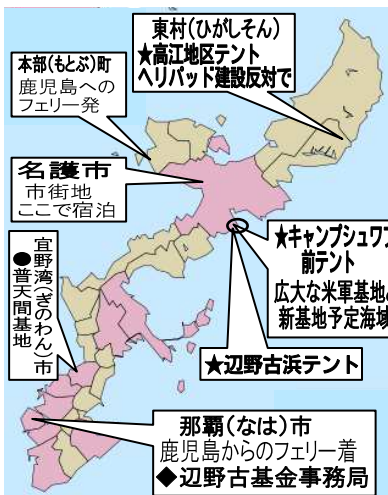 東村(ひがしそん)
★高江地区テント
ヘリパッド建設反対で
本部(もとぶ)町
鹿児島への
フェリー発
名護市
市街地
ここで宿泊
★キャンプシュワブ
前テント
広大な米軍基地と
新基地予定海域
宜野湾(ぎのわん)市
●普天間基地
★辺野古浜テント
那覇(なは)市
鹿児島からのフェリー着
◆辺野古基金事務局